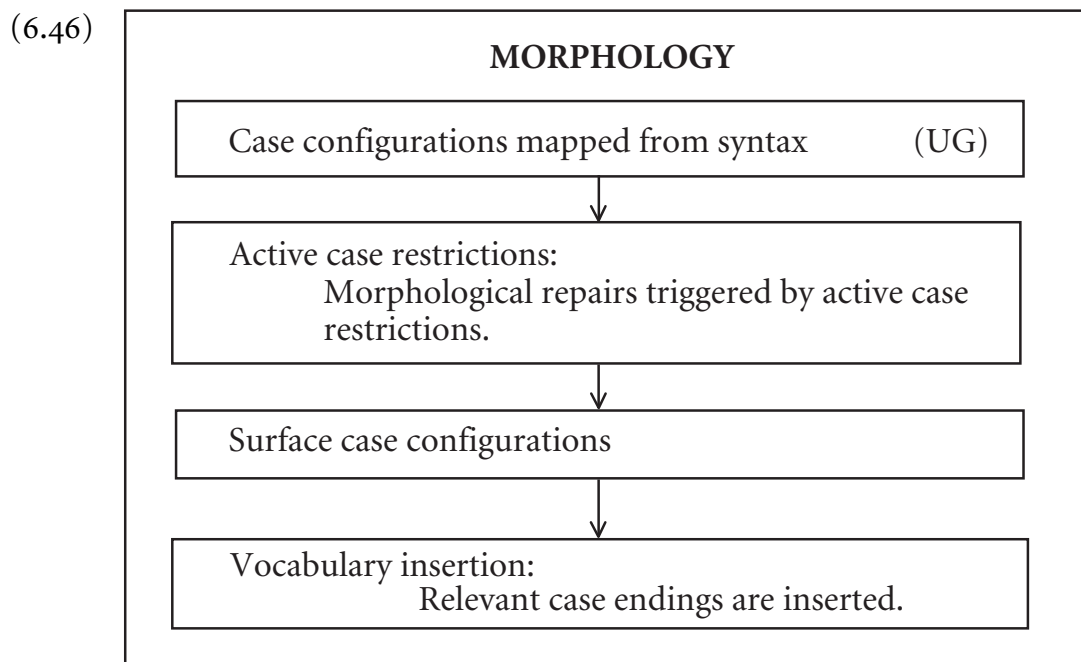 (6.46)
MORPHOLOGY
Case configurations mapped from syntax (UG)
Active case restrictions:
Morphological repairs triggered by active case
restrictions.
Surface case configurations
Vocabulary insertion:
Relevant case endings are inserted.